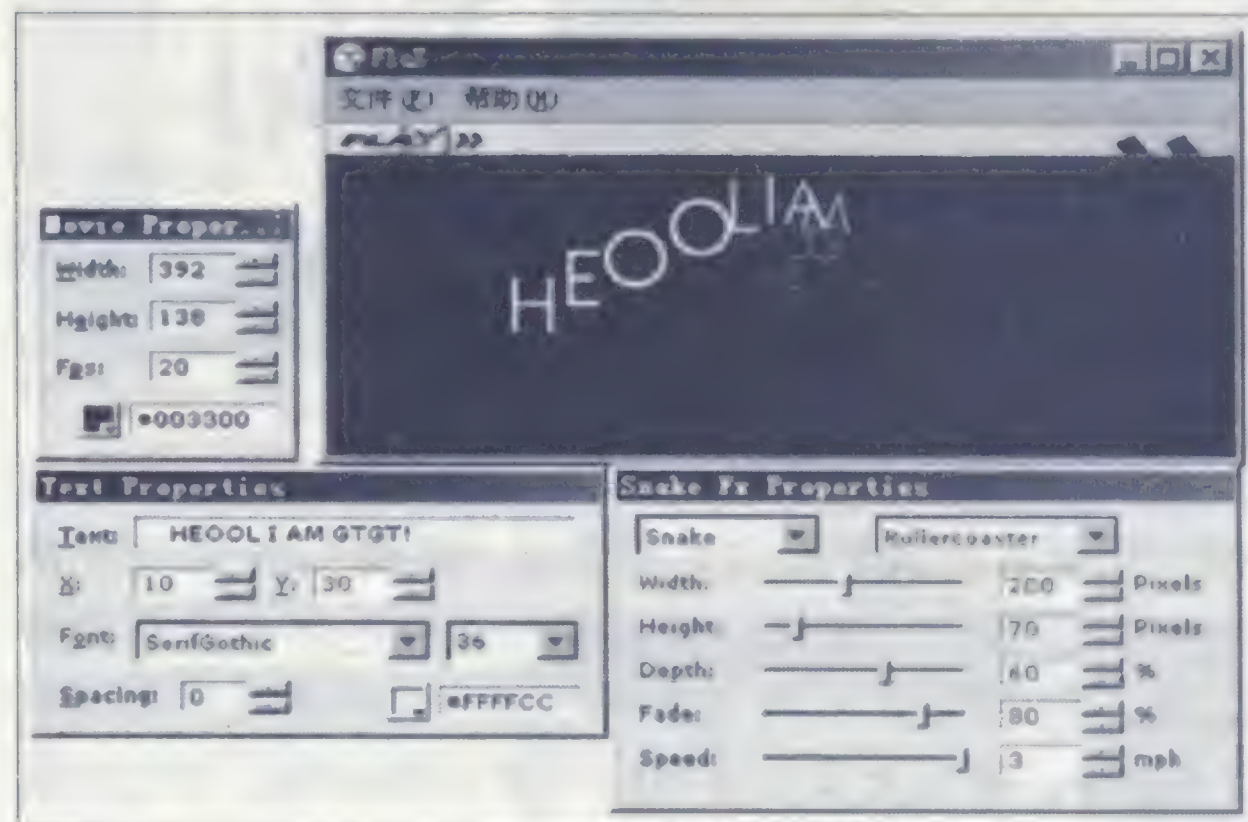 文件(F) 帮助(H)
PLAY >>
HEOOLIAM
Movie Proper...
Width: 392
Height: 138
Fps: 20
#003300
Text Properties
Text: HEOOL I AM GTGT!
X: 10 Y: 30
Font: SerifGothic 36
Spacing: 0 #FFFFCC
Snake Fx Properties
Snake Rollercoaster
Width: 200 Pixels
Height: 70 Pixels
Depth: 60 %
Fade: 80 %
Speed: 3 mph